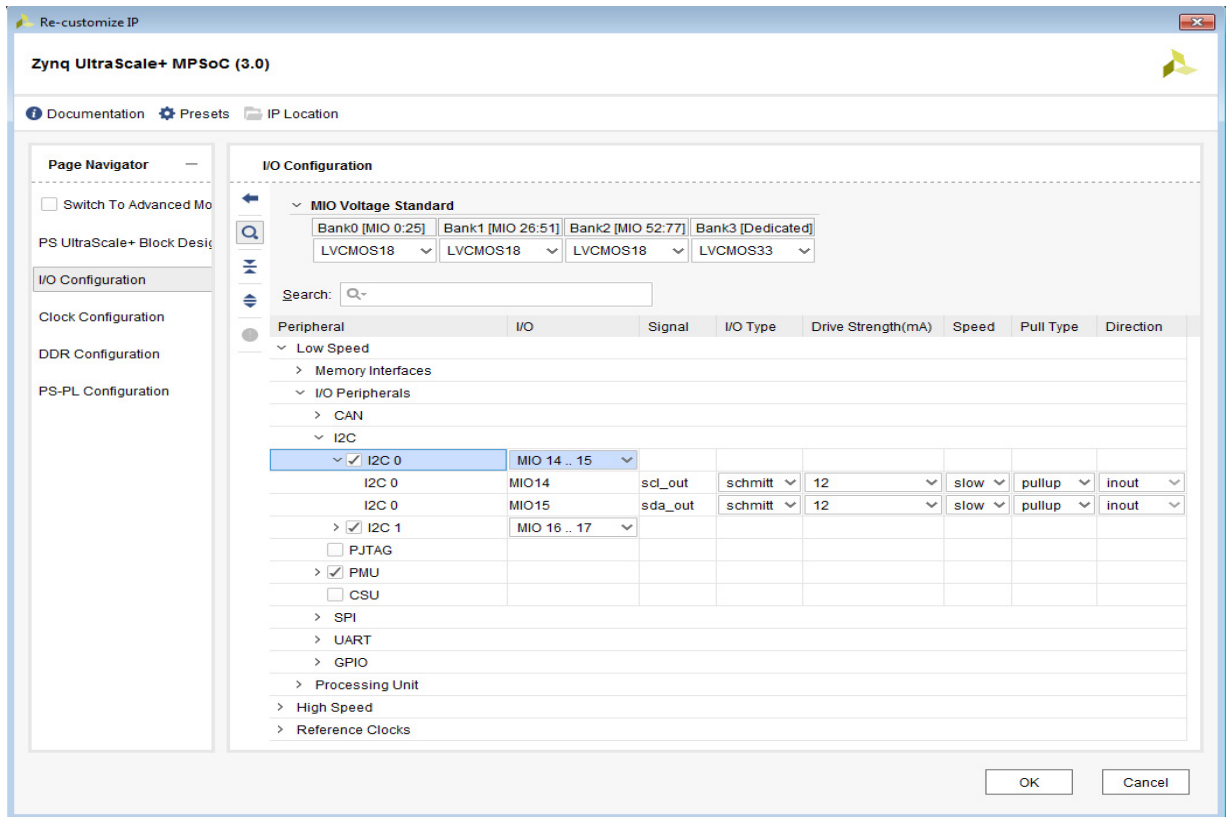 Re-customize IP
Zynq UltraScale+ MPSoC (3.0)
Documentation Presets IP Location
Page Navigator
Switch To Advanced Mo
PS UltraScale+ Block Desig
I/O Configuration
Clock Configuration
DDR Configuration
PS-PL Configuration
I/O Configuration
MIO Voltage Standard
Bank0 [MIO 0:25] Bank1 [MIO 26:51] Bank2 [MIO 52:77] Bank3 [Dedicated]
LVCMOS18 LVCMOS18 LVCMOS18 LVCMOS33
Search:
Peripheral I/O Signal I/O Type Drive Strength(mA) Speed Pull Type Direction
Low Speed
Memory Interfaces
I/O Peripherals
CAN
I2C
I2C 0 MIO 14 .. 15
I2C 0 MIO14 scl_out schmitt 12 slow pullup inout
I2C 0 MIO15 sda_out schmitt 12 slow pullup inout
I2C 1 MIO 16 .. 17
PJTAG
PMU
CSU
SPI
UART
GPIO
Processing Unit
High Speed
Reference Clocks
OK Cancel